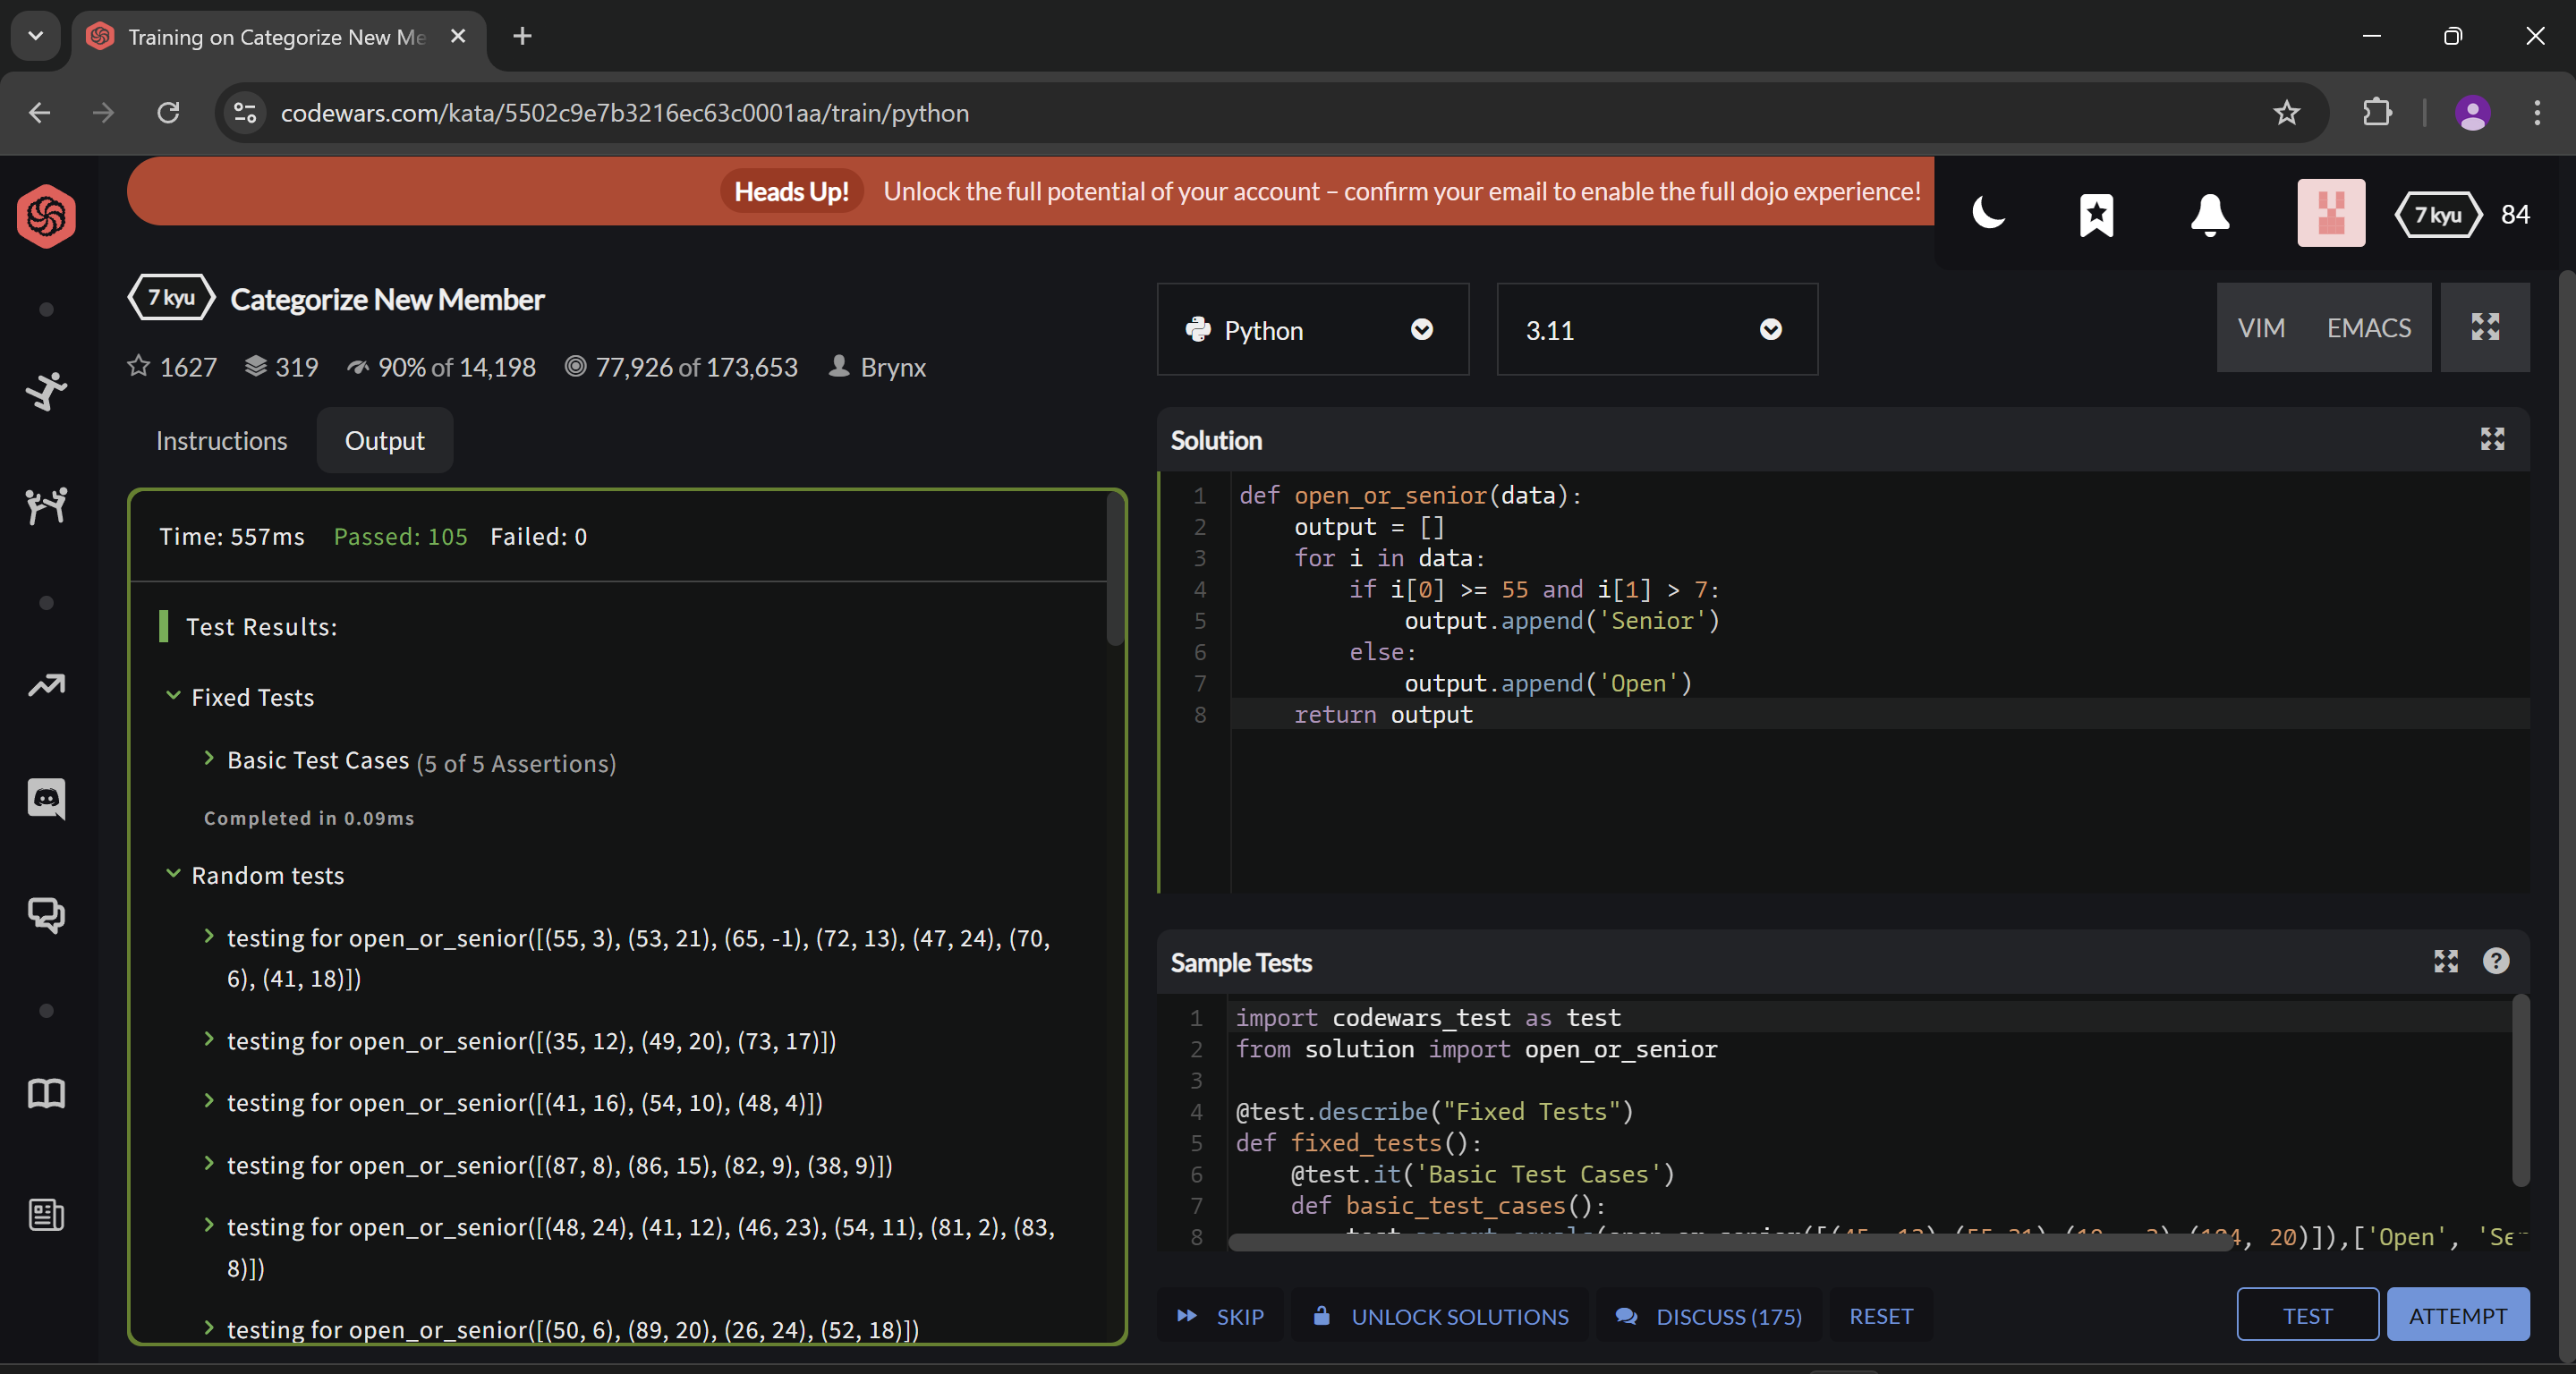 Training on Categorize New Me
codewars.com/kata/5502c9e7b3216ec63c0001aa/train/python
Heads Up! Unlock the full potential of your account – confirm your email to enable the full dojo experience!
7 kyu 84
7 kyu Categorize New Member
1627 319 90% of 14,198 77,926 of 173,653 Brynx
Python
3.11
VIM EMACS
Instructions Output
Time: 557ms Passed: 105 Failed: 0
Test Results:
Fixed Tests
Basic Test Cases (5 of 5 Assertions)
Completed in 0.09ms
Random tests
testing for open_or_senior([(55, 3), (53, 21), (65, -1), (72, 13), (47, 24), (70,
6), (41, 18)])
testing for open_or_senior([(35, 12), (49, 20), (73, 17)])
testing for open_or_senior([(41, 16), (54, 10), (48, 4)])
testing for open_or_senior([(87, 8), (86, 15), (82, 9), (38, 9)])
testing for open_or_senior([(48, 24), (41, 12), (46, 23), (54, 11), (81, 2), (83,
8)])
testing for open_or_senior([(50, 6), (89, 20), (26, 24), (52, 18)])
Solution
1 def open_or_senior(data):
2 output = []
3 for i in data:
4 if i[0] >= 55 and i[1] > 7:
5 output.append('Senior')
6 else:
7 output.append('Open')
8 return output
Sample Tests
1 import codewars_test as test
2 from solution import open_or_senior
3
4 @test.describe("Fixed Tests")
5 def fixed_tests():
6 @test.it('Basic Test Cases')
7 def basic_test_cases():
8 4, 20)]),['Open', 'Se
SKIP UNLOCK SOLUTIONS DISCUSS (175) RESET TEST ATTEMPT